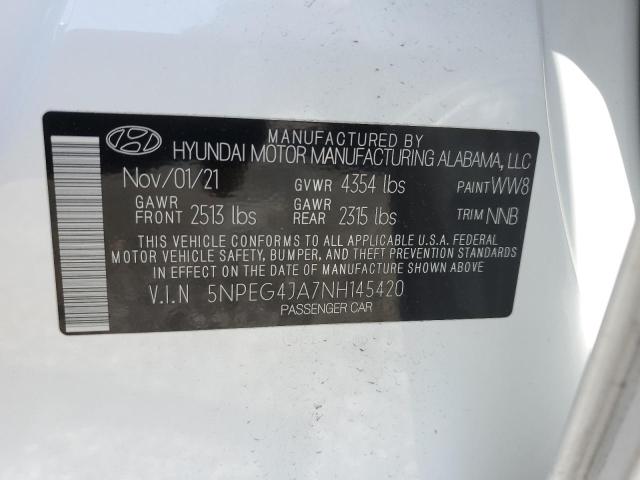 MANUFACTURED BY
HYUNDAI MOTOR MANUFACTURING ALABAMA, LLC
Nov/01/21 GVWR 4354 lbs PAINT WW8
GAWR FRONT 2513 lbs GAWR REAR 2315 lbs TRIM NNB
THIS VEHICLE CONFORMS TO ALL APPLICABLE U.S.A. FEDERAL
MOTOR VEHICLE SAFETY, BUMPER, AND THEFT PREVENTION STANDARDS
IN EFFECT ON THE DATE OF MANUFACTURE SHOWN ABOVE.
V.I.N 5NPEG4JA7NH145420
PASSENGER CAR